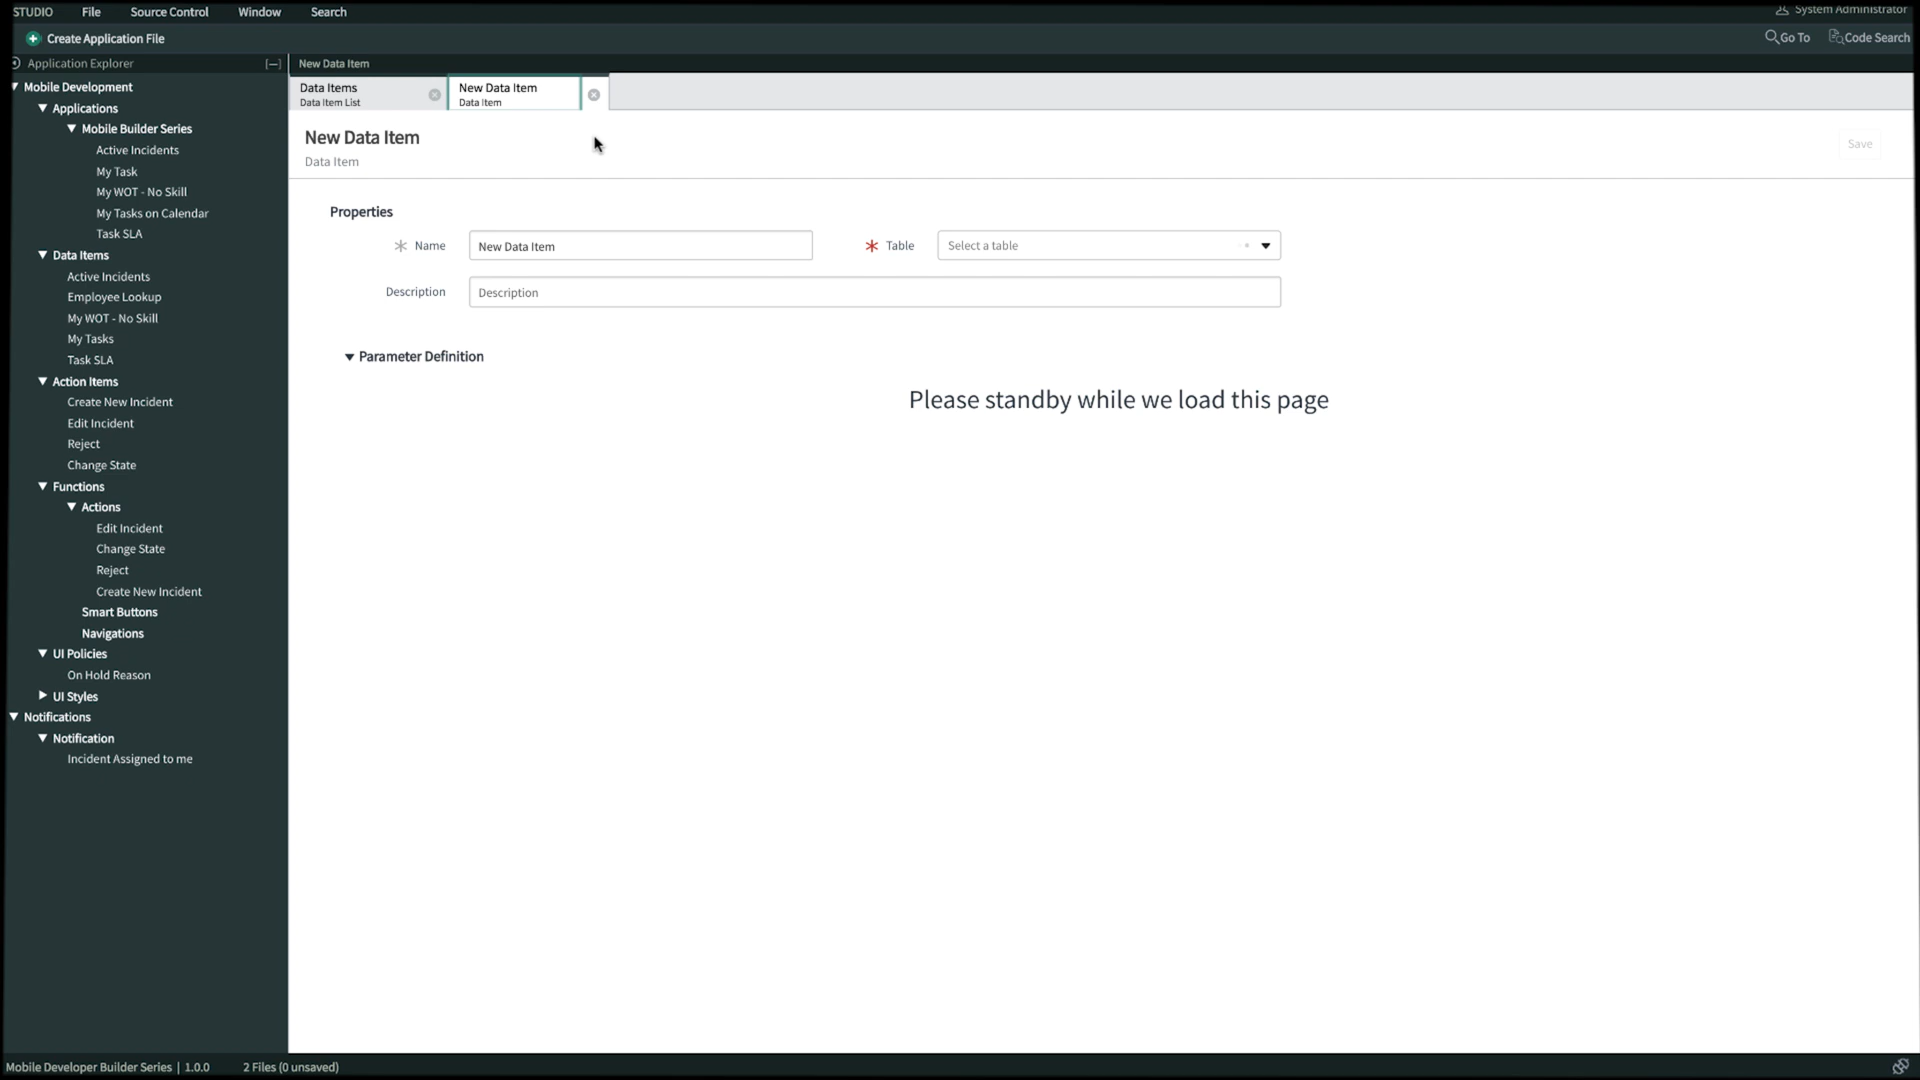 STUDIO File Source Control Window Search System Administrator
Create Application File Go To Code Search
Application Explorer [—] New Data Item
Data Items
Data Item List
New Data Item
Data Item
New Data Item
Data Item
Save
Mobile Development
Applications
Mobile Builder Series
Active Incidents
My Task
My WOT - No Skill
My Tasks on Calendar
Task SLA
Data Items
Active Incidents
Employee Lookup
My WOT - No Skill
My Tasks
Task SLA
Action Items
Create New Incident
Edit Incident
Reject
Change State
Functions
Actions
Edit Incident
Change State
Reject
Create New Incident
Smart Buttons
Navigations
UI Policies
On Hold Reason
UI Styles
Notifications
Notification
Incident Assigned to me
Properties
Name New Data Item Table Select a table
Description Description
Parameter Definition
Please standby while we load this page
Mobile Developer Builder Series | 1.0.0 2 Files (0 unsaved)